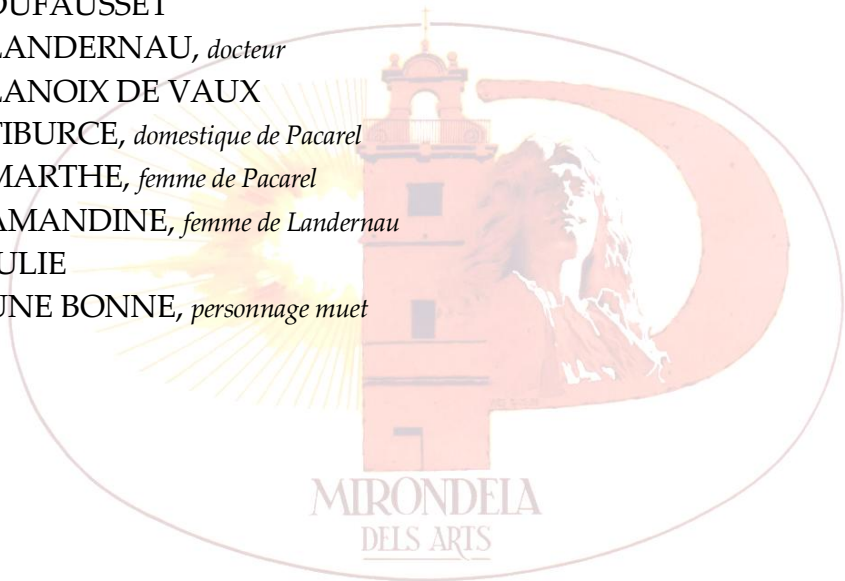 DUFAUSSET
LANDERNAU, docteur
LANOIX DE VAUX
TIBURCE, domestique de Pacarel
MARTHE, femme de Pacarel
AMANDINE, femme de Landernau
JULIE
UNE BONNE, personnage muet
MIRONDELA
DELS ARTS